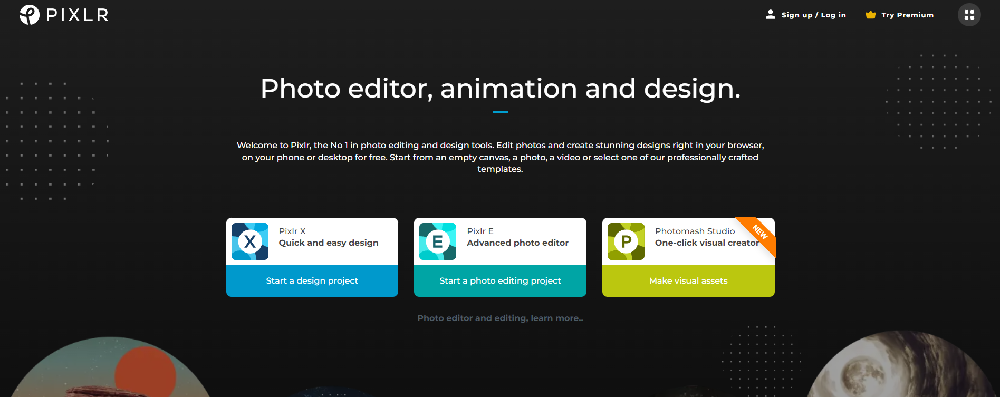 PIXLR
Sign up / Log in
Try Premium
Photo editor, animation and design.
Welcome to Pixlr, the No 1 in photo editing and design tools. Edit photos and create stunning designs right in your browser,
on your phone or desktop for free. Start from an empty canvas, a photo, a video or select one of our professionally crafted
templates.
X
Pixlr X
Quick and easy design
Start a design project
E
Pixlr E
Advanced photo editor
Start a photo editing project
P
Photomash Studio
One-click visual creator
NEW
Make visual assets
Photo editor and editing, learn more..